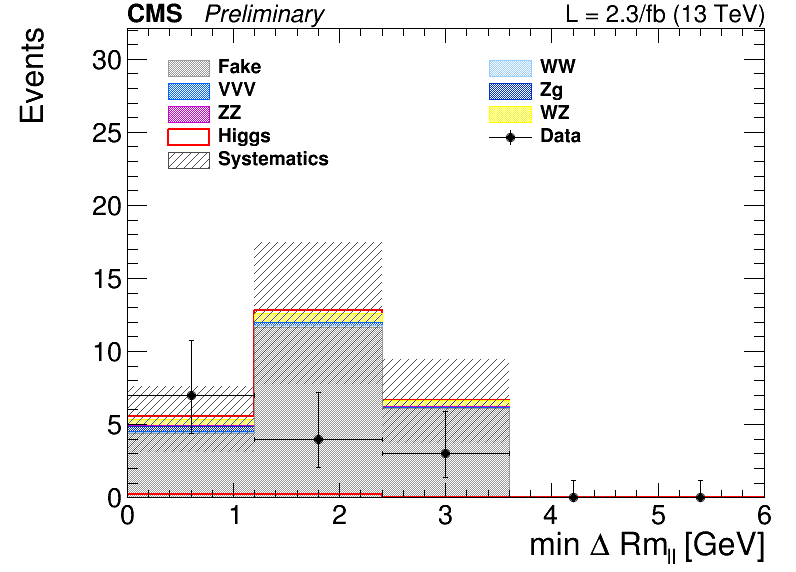 CMS Preliminary L = 2.3/fb (13 TeV)
Events
30
25
20
15
10
5
0
Fake
VVV
ZZ
Higgs
Systematics
WW
Zg
WZ
Data
0 1 2 3 4 5 6
min Δ Rm_ll [GeV]